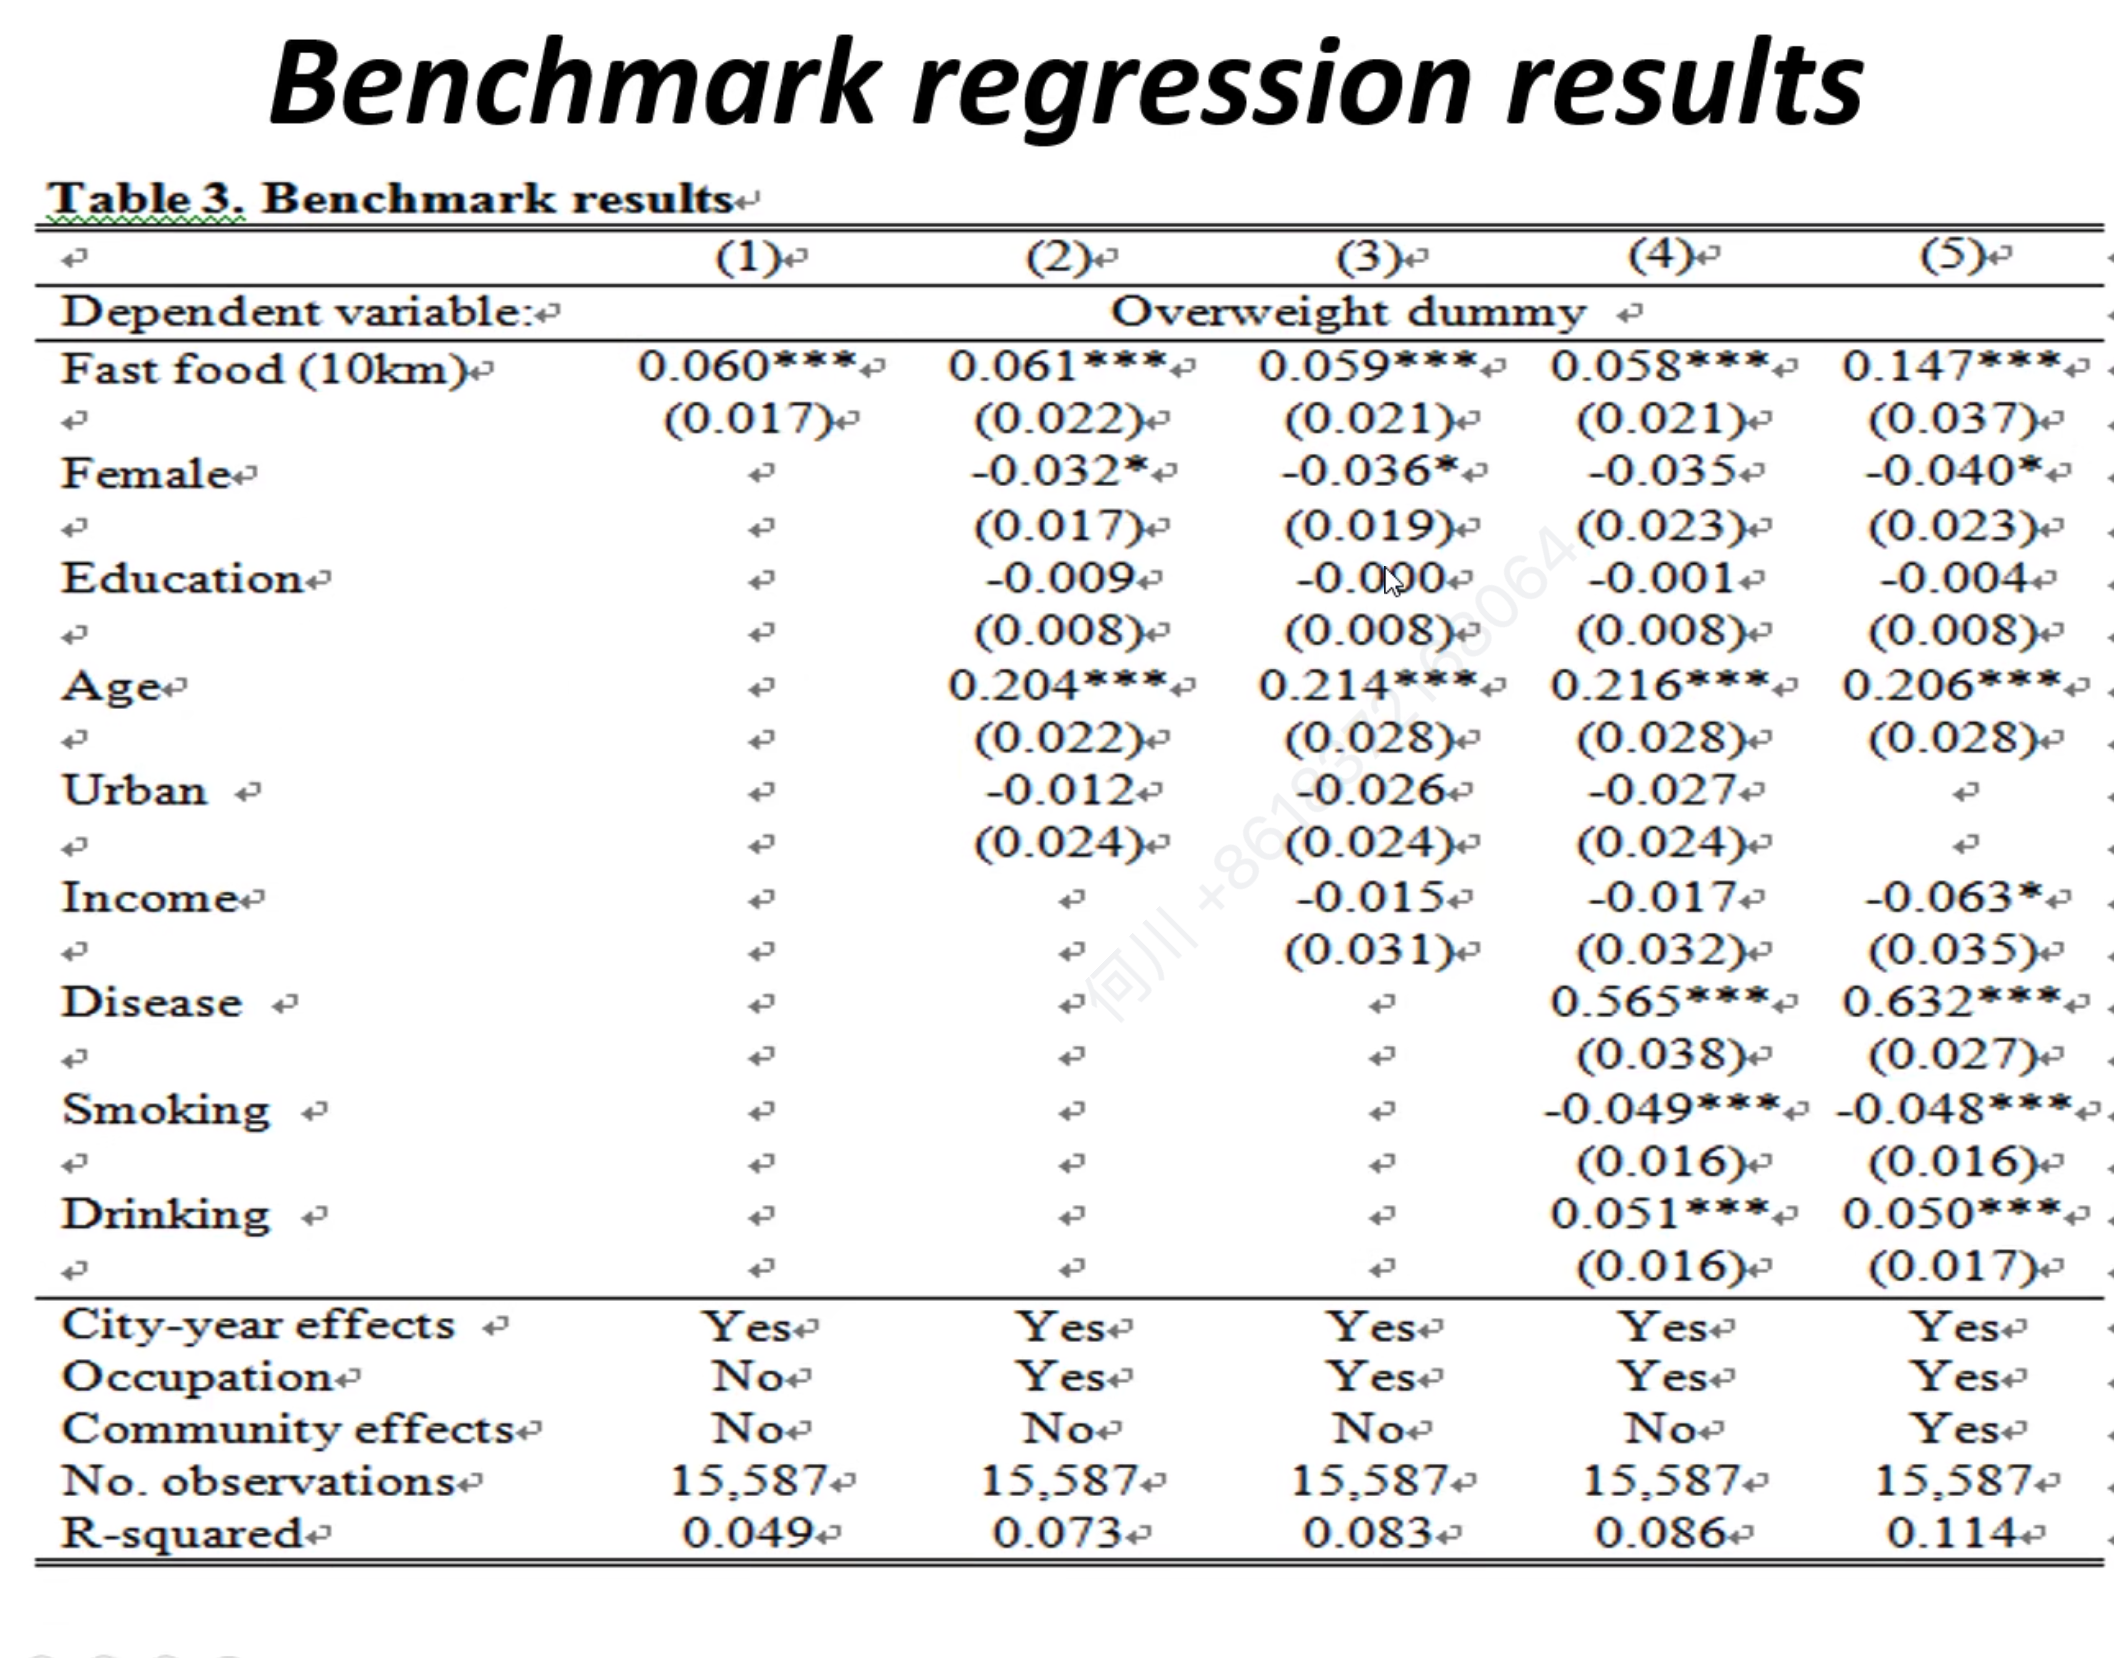 Benchmark regression results
Table 3. Benchmark results
(1) (2) (3) (4) (5)
Dependent variable: Overweight dummy
Fast food (10km) 0.060*** 0.061*** 0.059*** 0.058*** 0.147***
(0.017) (0.022) (0.021) (0.021) (0.037)
Female -0.032* -0.036* -0.035 -0.040*
(0.017) (0.019) (0.023) (0.023)
Education -0.009 -0.000 -0.001 -0.004
(0.008) (0.008) (0.008) (0.008)
Age 0.204*** 0.214*** 0.216*** 0.206***
(0.022) (0.028) (0.028) (0.028)
Urban -0.012 -0.026 -0.027
(0.024) (0.024) (0.024)
Income -0.015 -0.017 -0.063*
(0.031) (0.032) (0.035)
Disease 0.565*** 0.632***
(0.038) (0.027)
Smoking -0.049*** -0.048***
(0.016) (0.016)
Drinking 0.051*** 0.050***
(0.016) (0.017)
City-year effects Yes Yes Yes Yes Yes
Occupation No Yes Yes Yes Yes
Community effects No No No No Yes
No. observations 15,587 15,587 15,587 15,587 15,587
R-squared 0.049 0.073 0.083 0.086 0.114
何川